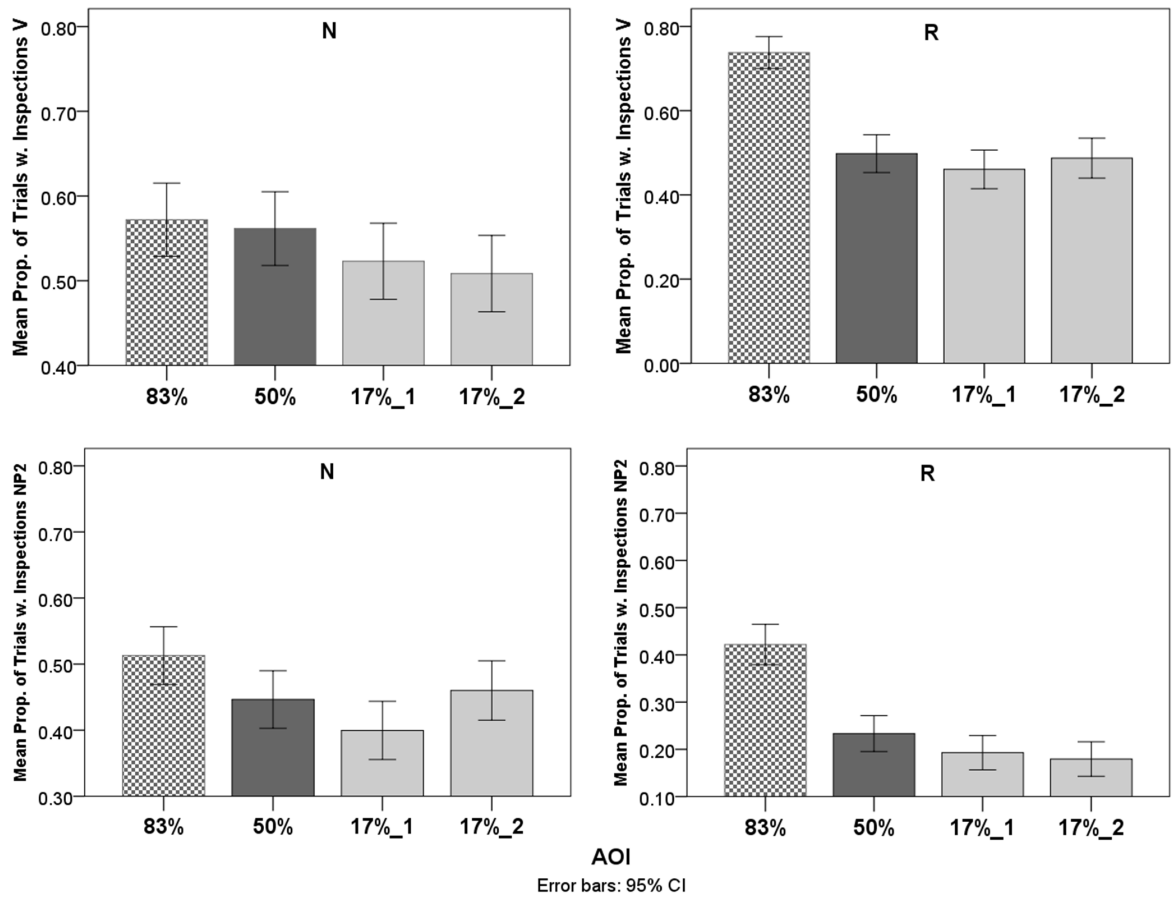 Mean Prop. of Trials w. Inspections V
N
0.80
0.70
0.60
0.50
0.40
83% 50% 17%_1 17%_2
Mean Prop. of Trials w. Inspections V
R
0.80
0.60
0.40
0.20
0.00
83% 50% 17%_1 17%_2
Mean Prop. of Trials w. Inspections NP2
N
0.80
0.70
0.60
0.50
0.40
0.30
83% 50% 17%_1 17%_2
Mean Prop. of Trials w. Inspections NP2
R
0.80
0.70
0.60
0.50
0.40
0.30
0.20
0.10
83% 50% 17%_1 17%_2
AOI
Error bars: 95% CI